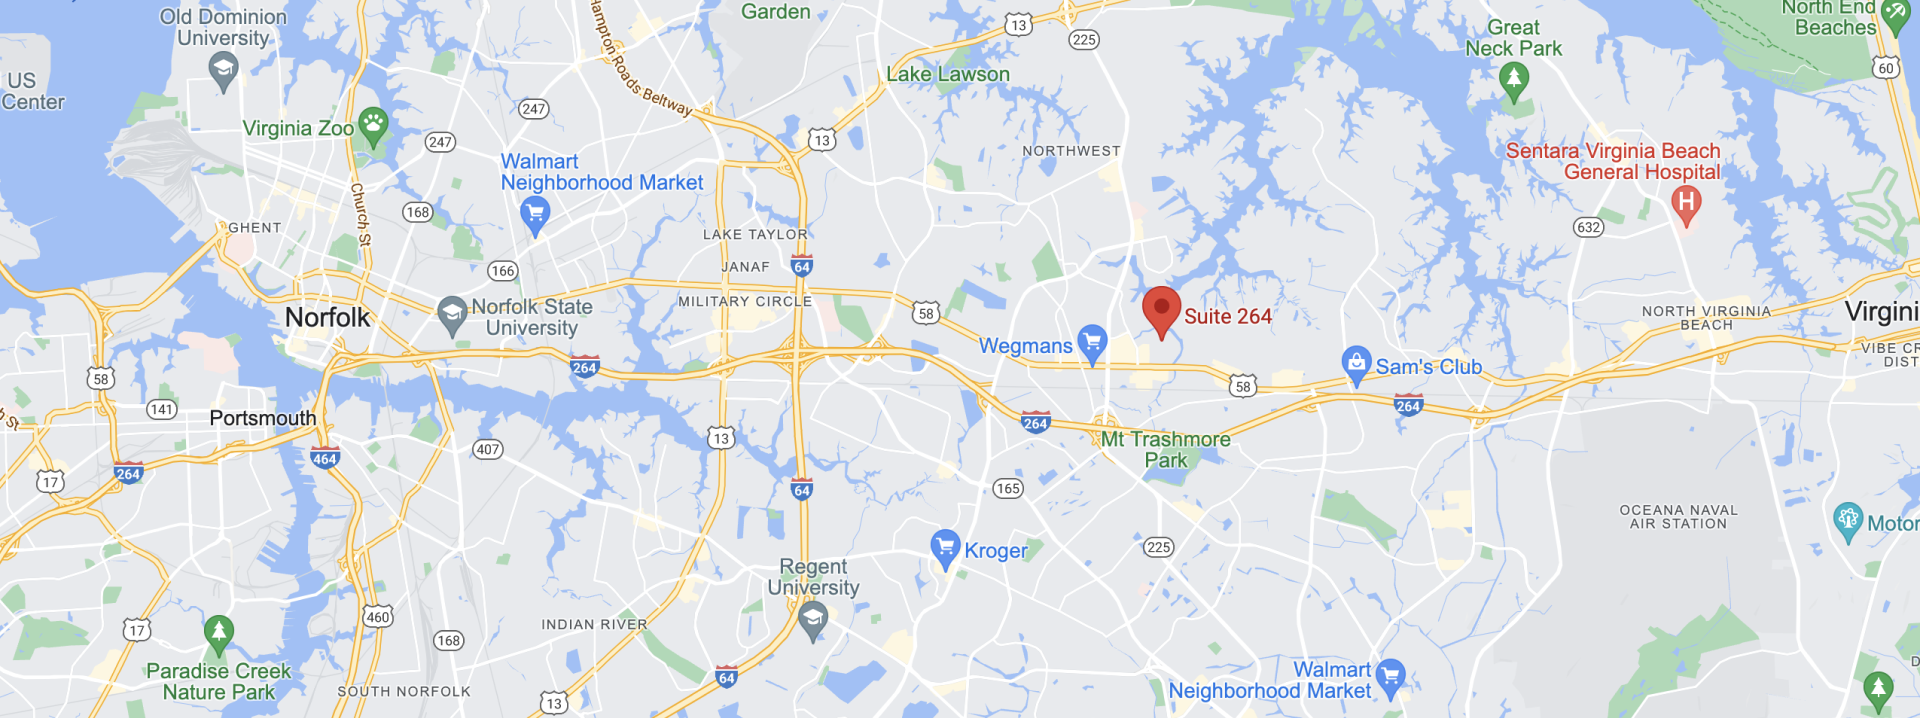 Old Dominion
University
Garden
13
225
Great
Neck Park
North End
Beaches
60
US
Center
Hampton Roads Beltway
Lake Lawson
247
Virginia Zoo
247
13
NORTHWEST
Walmart
Neighborhood Market
Sentara Virginia Beach
General Hospital
H
Church St
168
632
GHENT
LAKE TAYLOR
JANAF
64
166
MILITARY CIRCLE
Norfolk
Norfolk State
University
58
Suite 264
NORTH VIRGINIA
BEACH
Virgini
Wegmans
VIBE CR
DIST
264
Sam's Club
58
58
141
Portsmouth
264
264
h St
13
Mt Trashmore
Park
407
464
264
17
64
165
OCEANA NAVAL
AIR STATION
Motor
225
Kroger
Regent
University
460
17
INDIAN RIVER
168
Paradise Creek
Nature Park
SOUTH NORFOLK
64
13
Walmart
Neighborhood Market
D